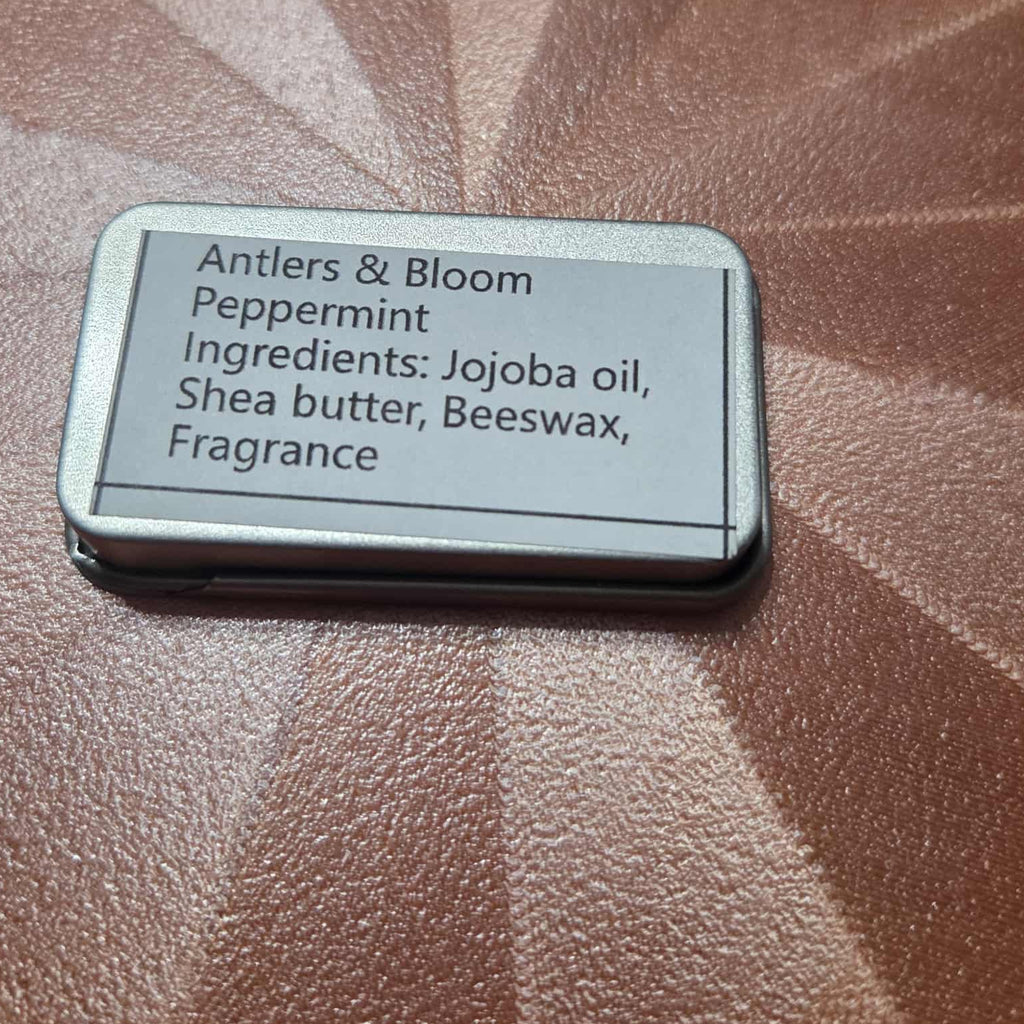 Antlers & Bloom
Peppermint
Ingredients: Jojoba oil,
Shea butter, Beeswax,
Fragrance